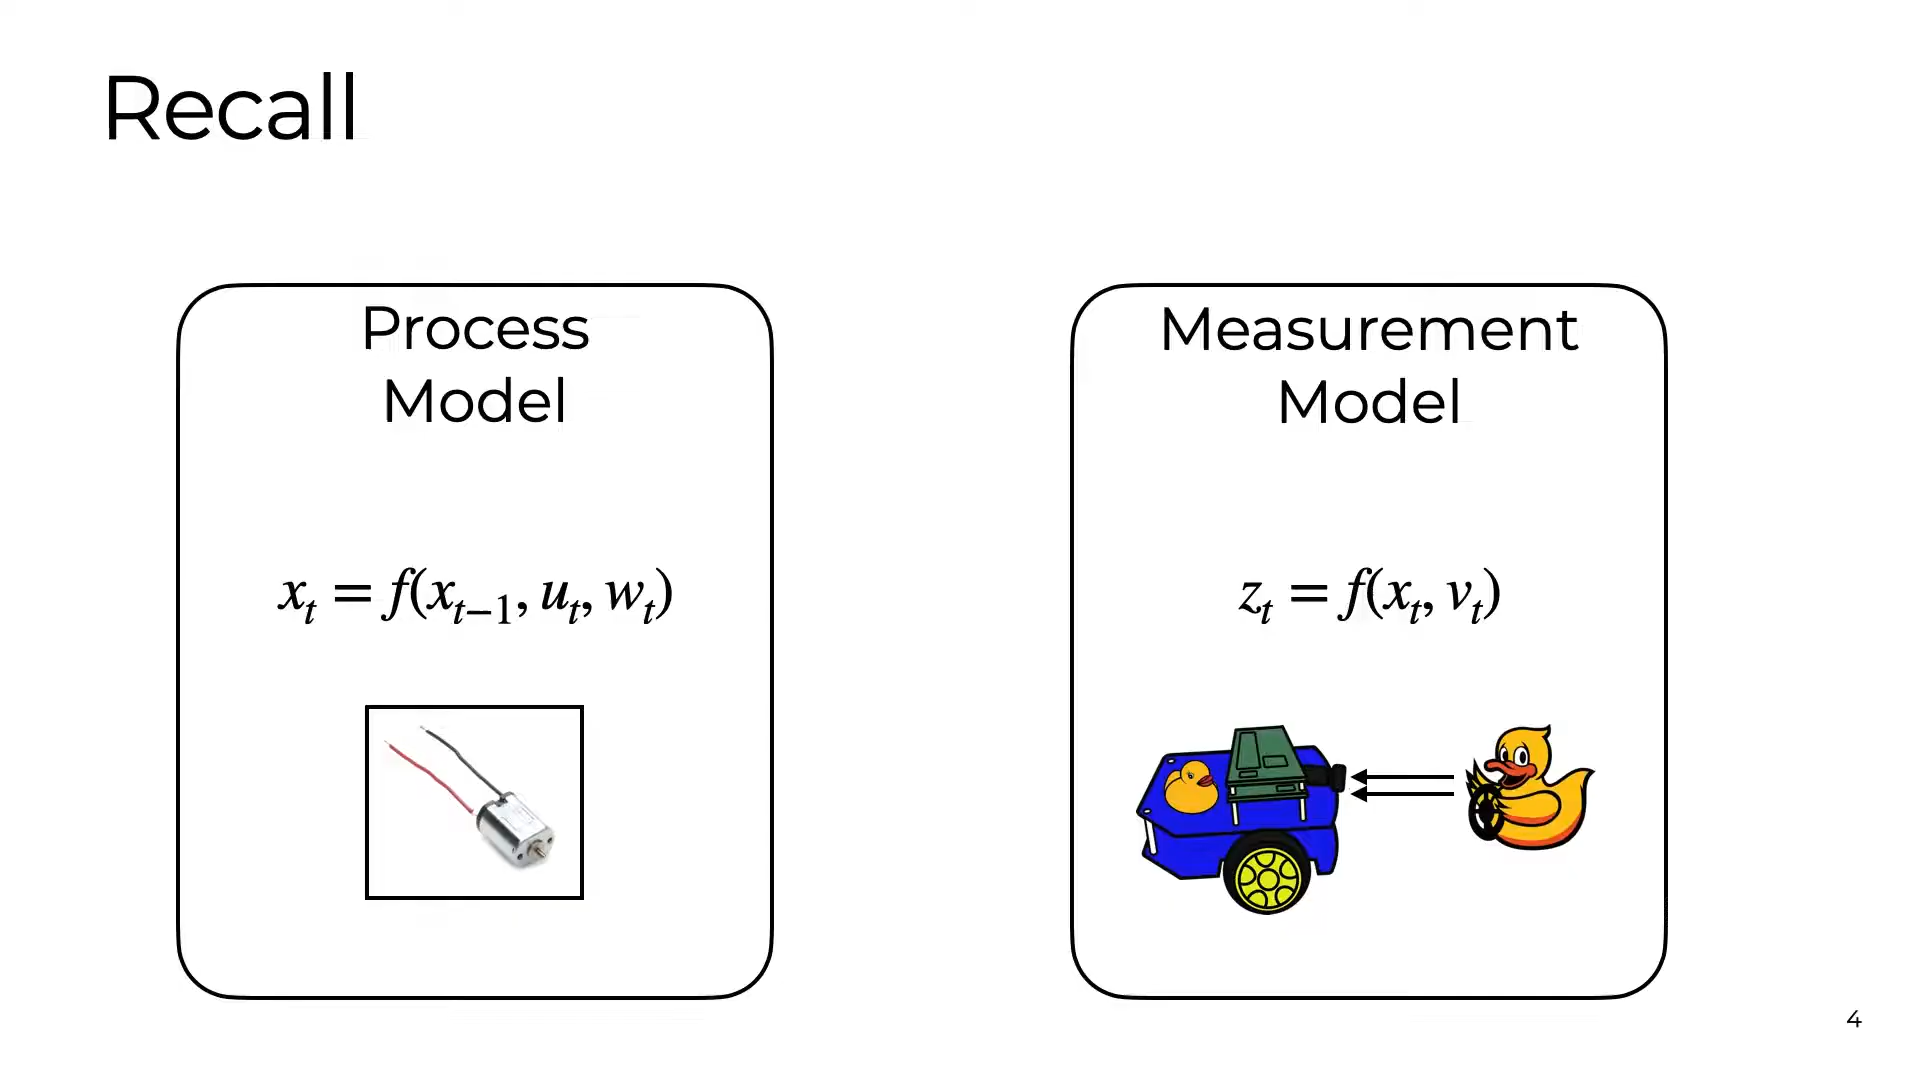 Recall
Process
Model
x_t = f(x_{t-1}, u_t, w_t)
Measurement
Model
z_t = f(x_t, v_t)
4